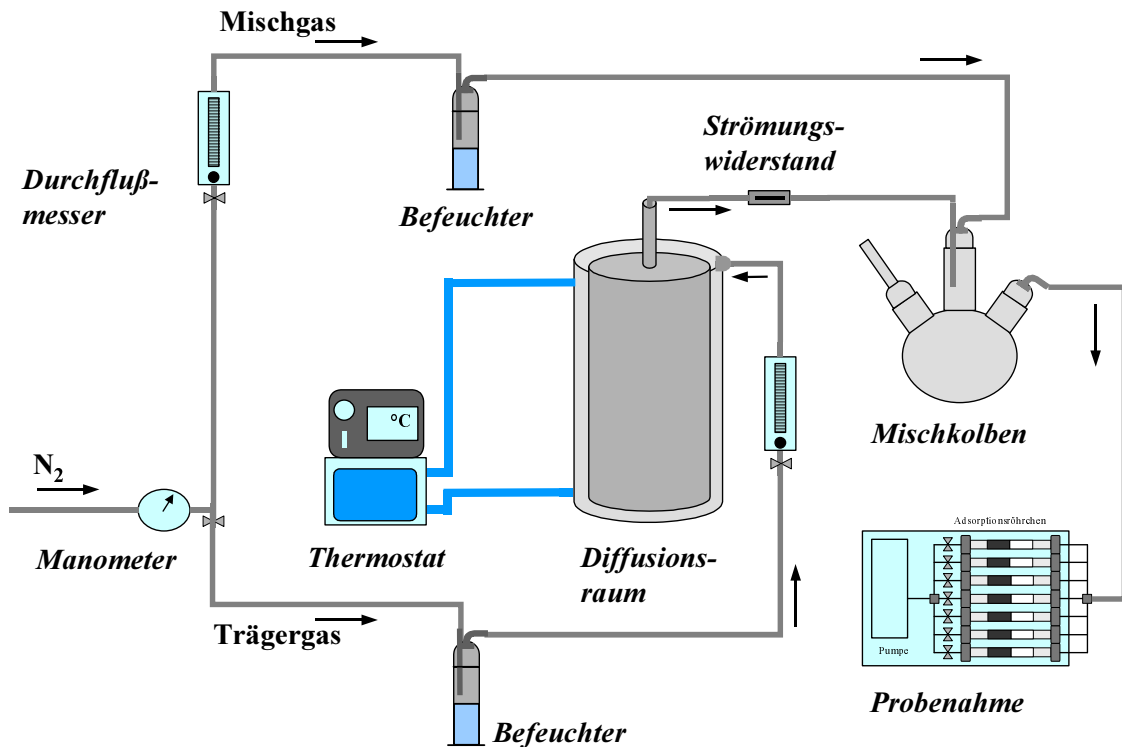 Mischgas
Strömungs-
widerstand
Durchfluß-
messer
Befeuchter
°C
Mischkolben
N2
Manometer
Thermostat
Diffusions-
raum
Adsorptionsröhrchen
Trägergas
Pumpe
Probenahme
Befeuchter